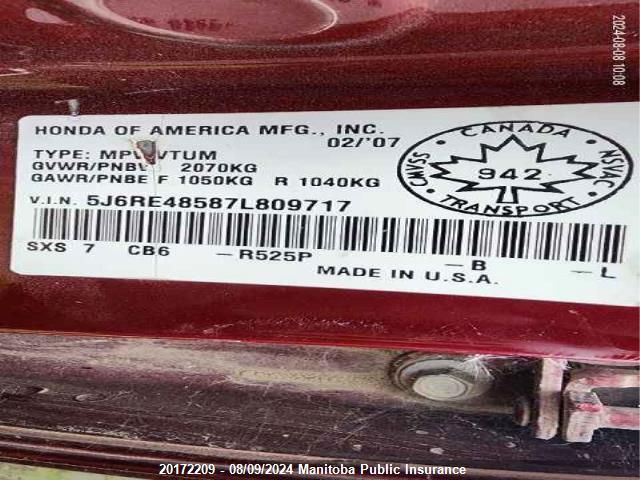 2024-08-08 10:08
HONDA OF AMERICA MFG., INC.
02/'07
TYPE: MPV/VTUM
GVWR/PNBV 2070KG
GAWR/PNBE F 1050KG R 1040KG
V.I.N. 5J6RE48587L809717
CANADA
CMVSS 942 NSVAC
TRANSPORT
SXS 7 CB6 -R525P -B -L
MADE IN U.S.A.
20172209 - 08/09/2024 Manitoba Public Insurance